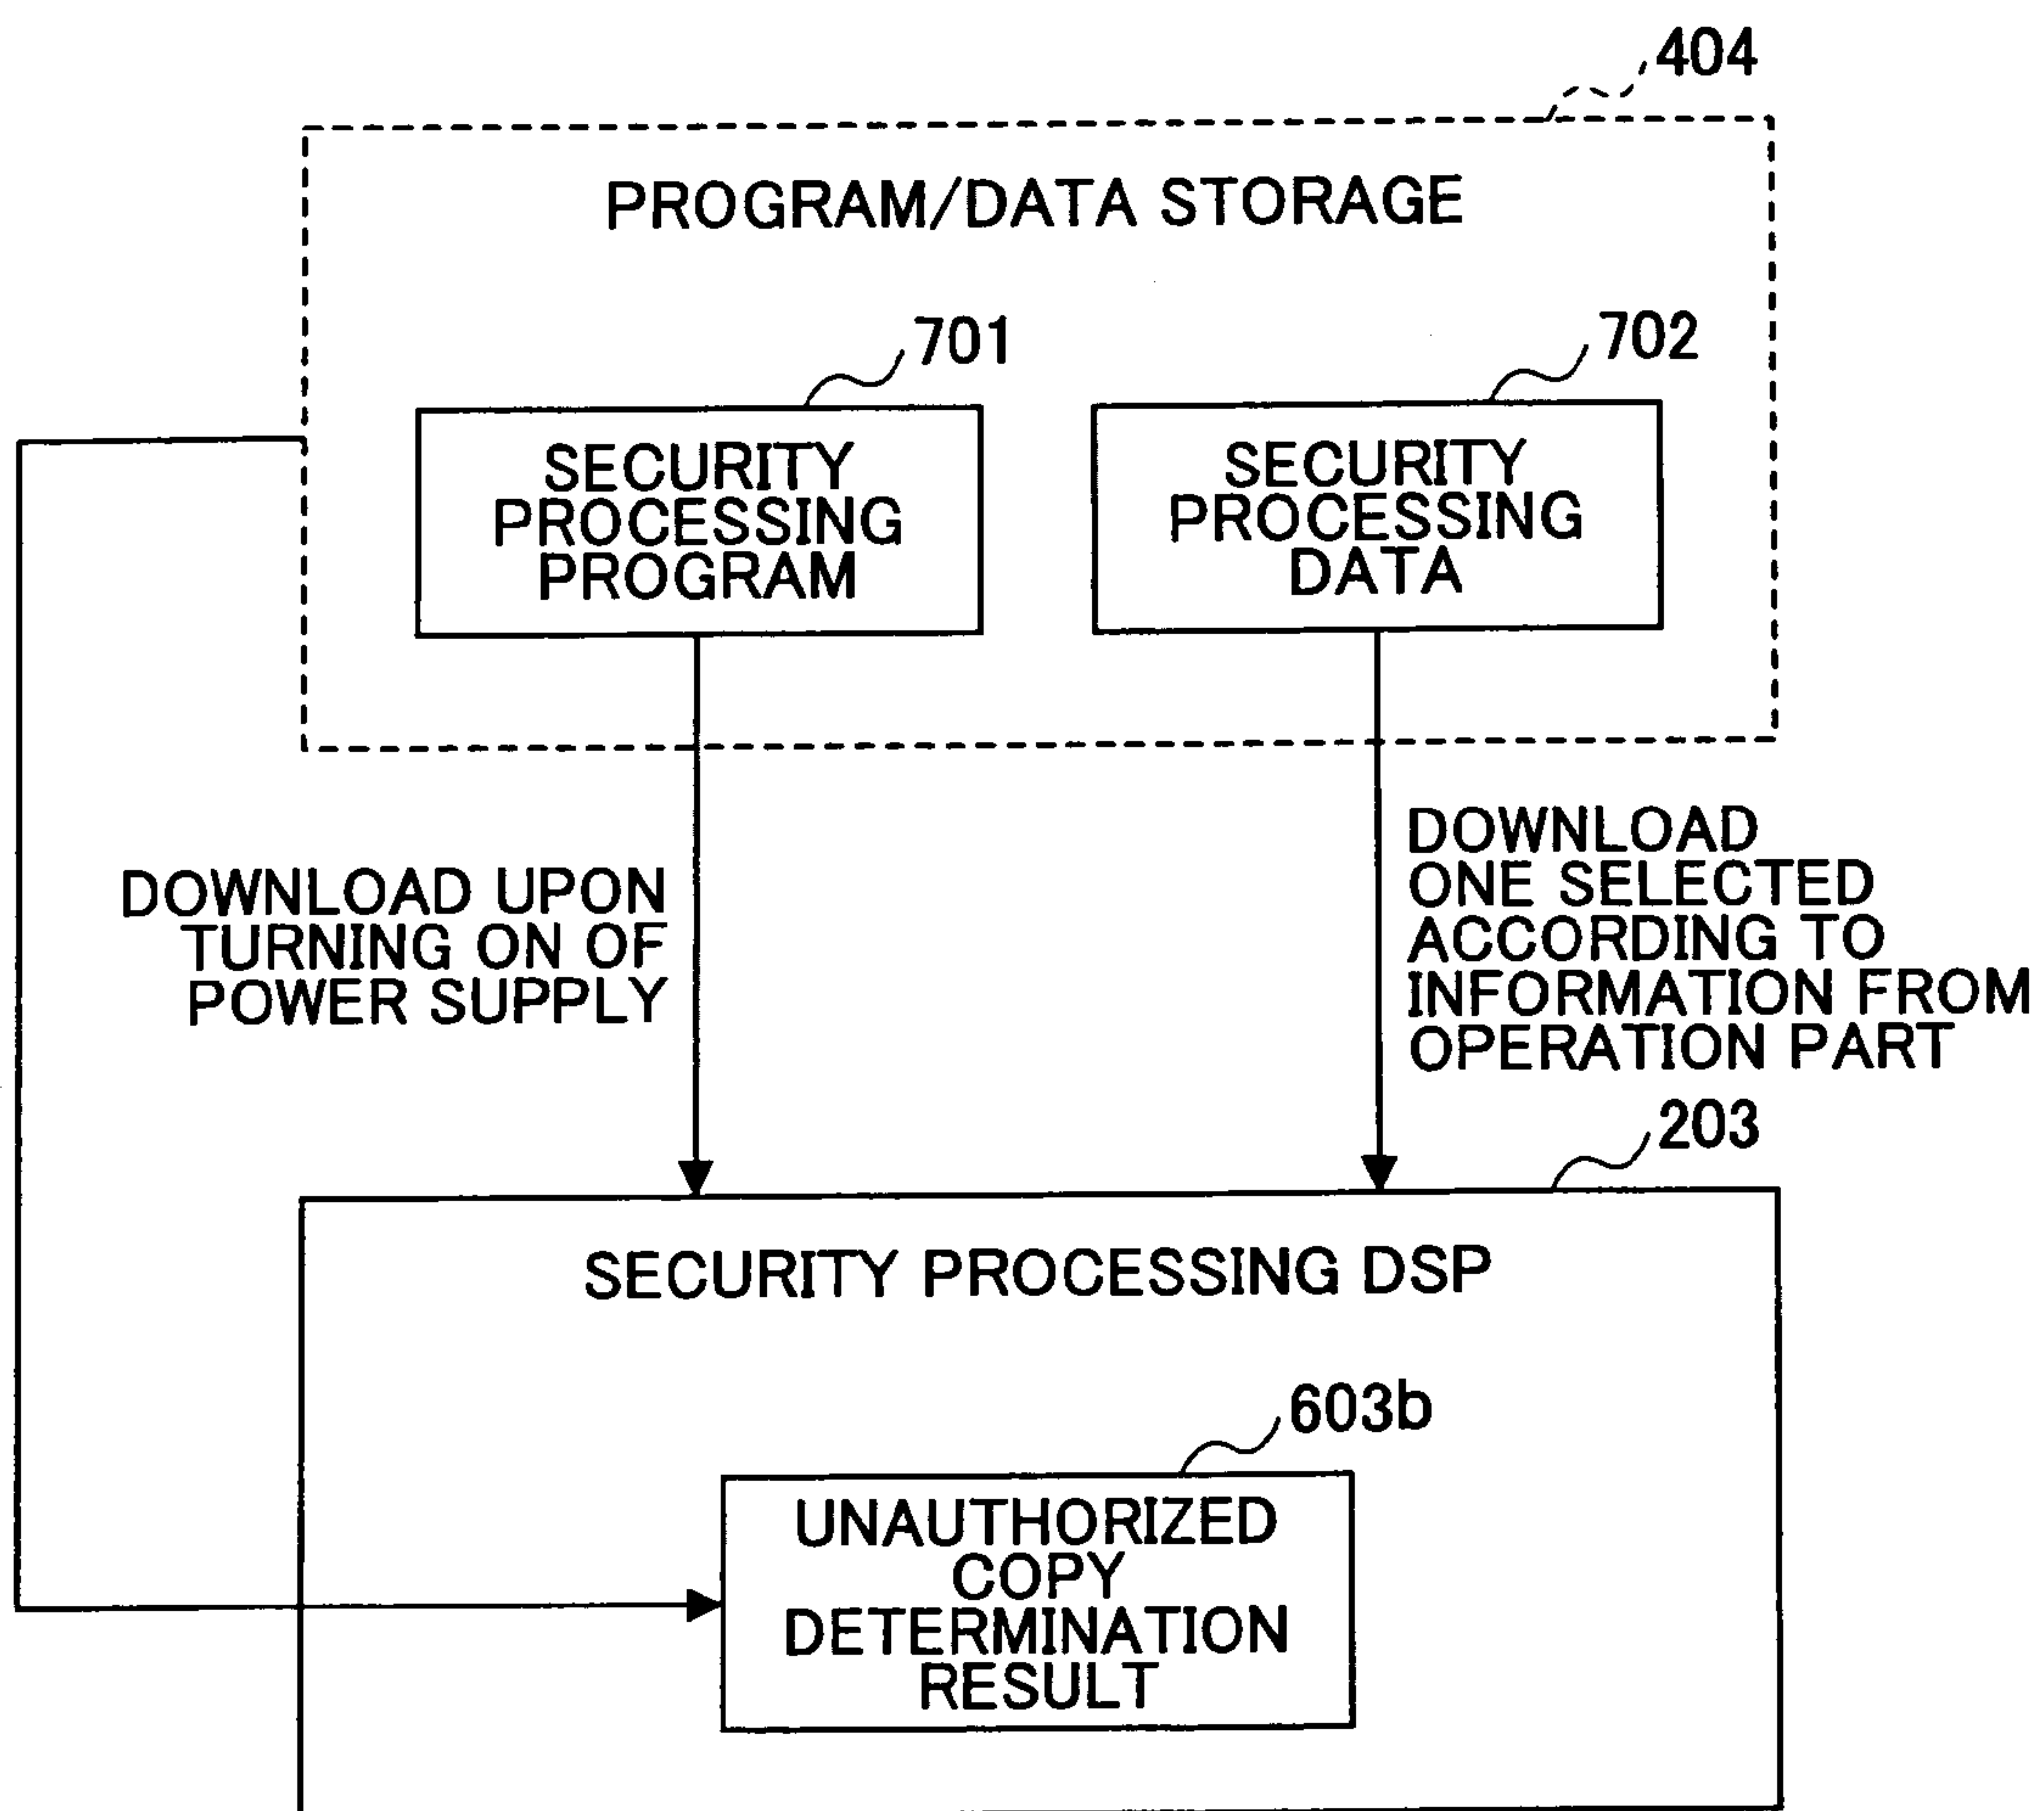 404
PROGRAM/DATA STORAGE
701
702
SECURITY
PROCESSING
PROGRAM
SECURITY
PROCESSING
DATA
DOWNLOAD UPON
TURNING ON OF
POWER SUPPLY
DOWNLOAD
ONE SELECTED
ACCORDING TO
INFORMATION FROM
OPERATION PART
203
SECURITY PROCESSING DSP
603b
UNAUTHORIZED
COPY
DETERMINATION
RESULT